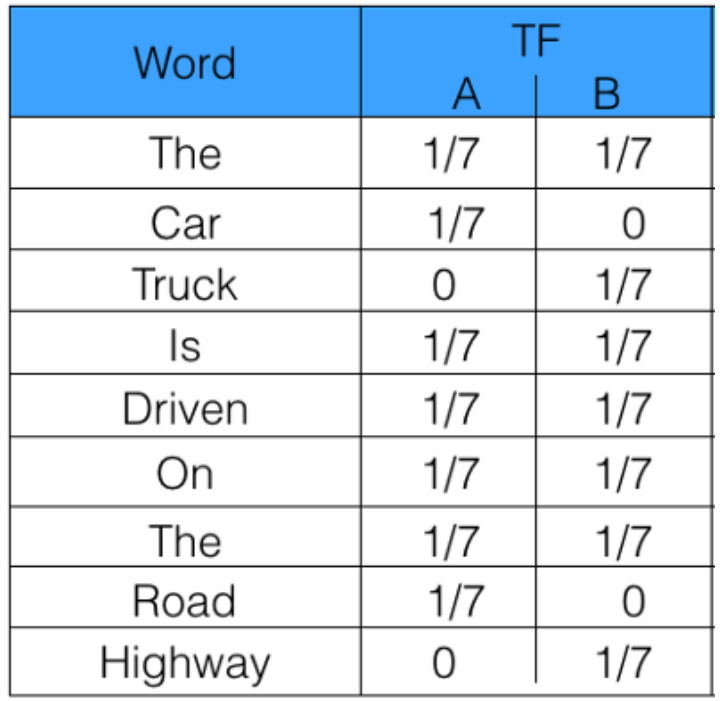 Word TF
A B
The 1/7 1/7
Car 1/7 0
Truck 0 1/7
Is 1/7 1/7
Driven 1/7 1/7
On 1/7 1/7
The 1/7 1/7
Road 1/7 0
Highway 0 1/7